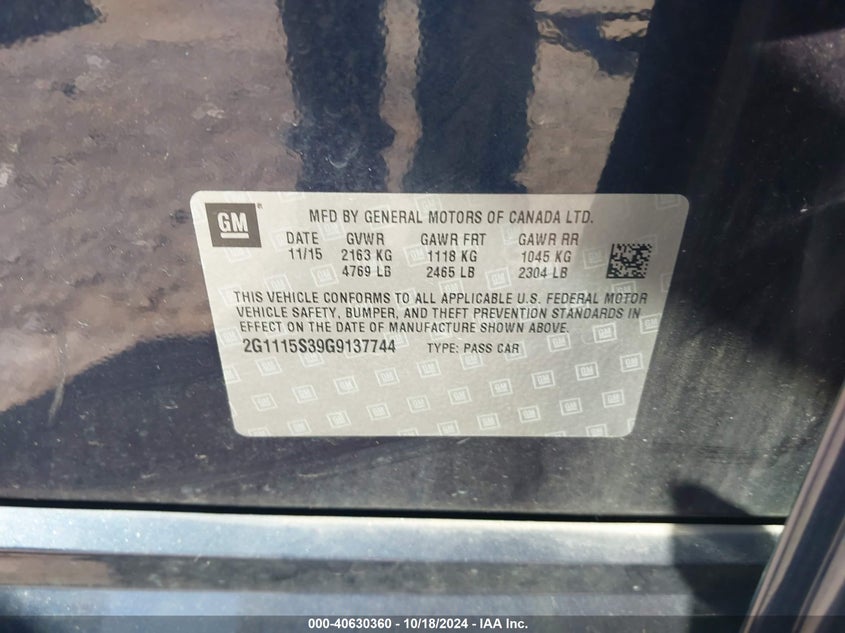 GM
MFD BY GENERAL MOTORS OF CANADA LTD.
DATE GVWR GAWR FRT GAWR RR
11/15 2163 KG 1118 KG 1045 KG
4769 LB 2465 LB 2304 LB
THIS VEHICLE CONFORMS TO ALL APPLICABLE U.S. FEDERAL MOTOR
VEHICLE SAFETY, BUMPER, AND THEFT PREVENTION STANDARDS IN
EFFECT ON THE DATE OF MANUFACTURE SHOWN ABOVE.
2G1115S39G9137744 TYPE: PASS CAR
000-40630360 | 10/18/2024 | IAA Inc.